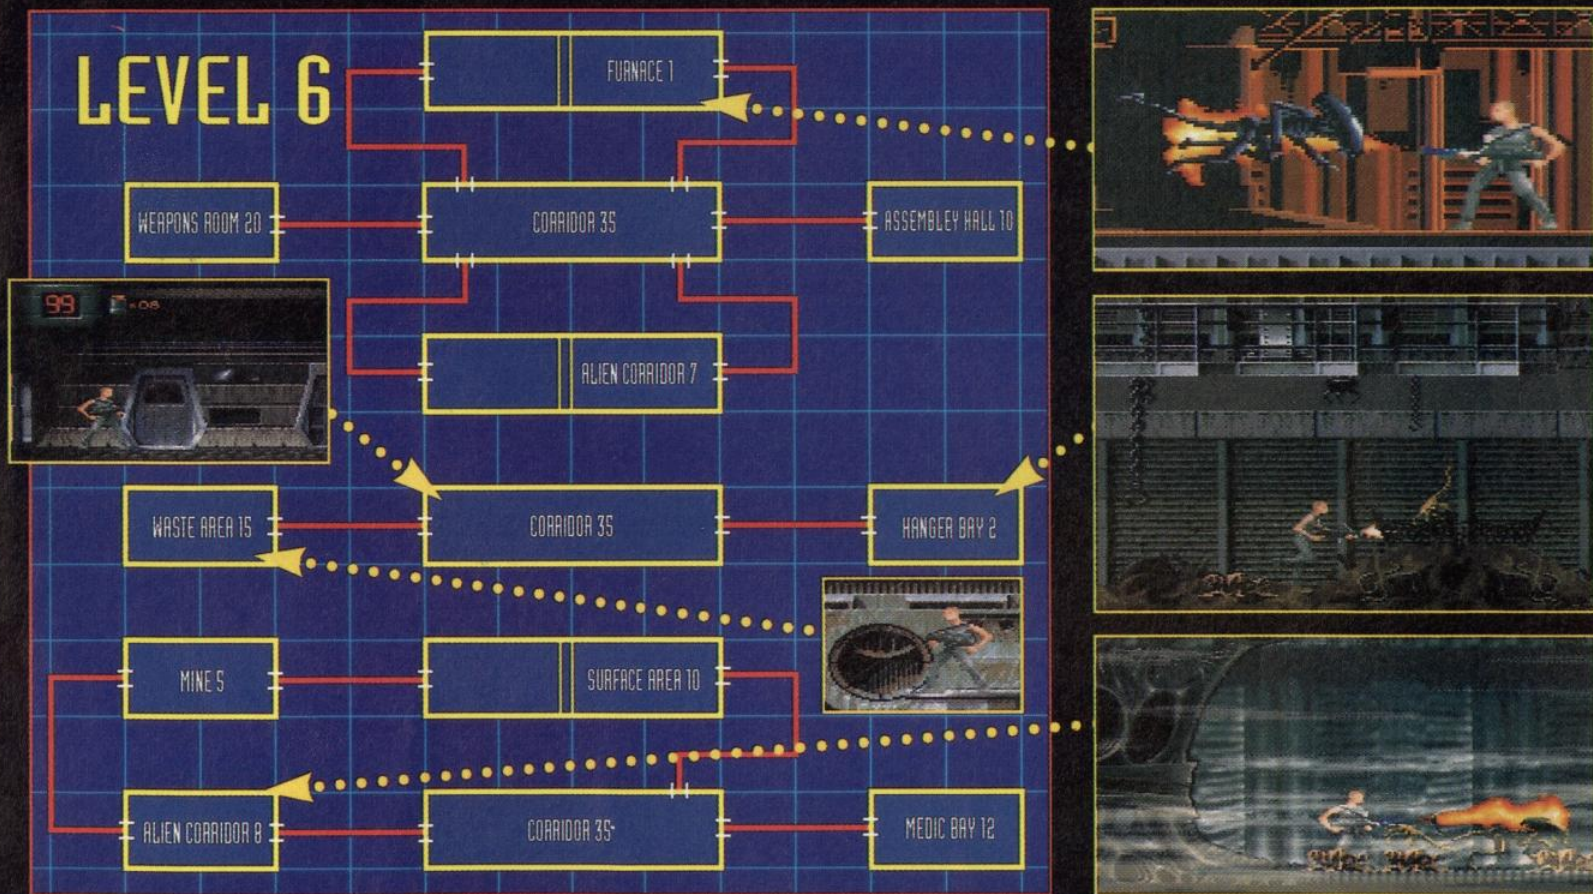 LEVEL 6
FURNACE 1
WEAPONS ROOM 20
CORRIDOR 35
ASSEMBLEY HALL 10
99
=08
ALIEN CORRIDOR 7
WASTE AREA 15
CORRIDOR 35
HANGER BAY 2
MINE 5
SURFACE AREA 10
ALIEN CORRIDOR 8
CORRIDOR 35
MEDIC BAY 12